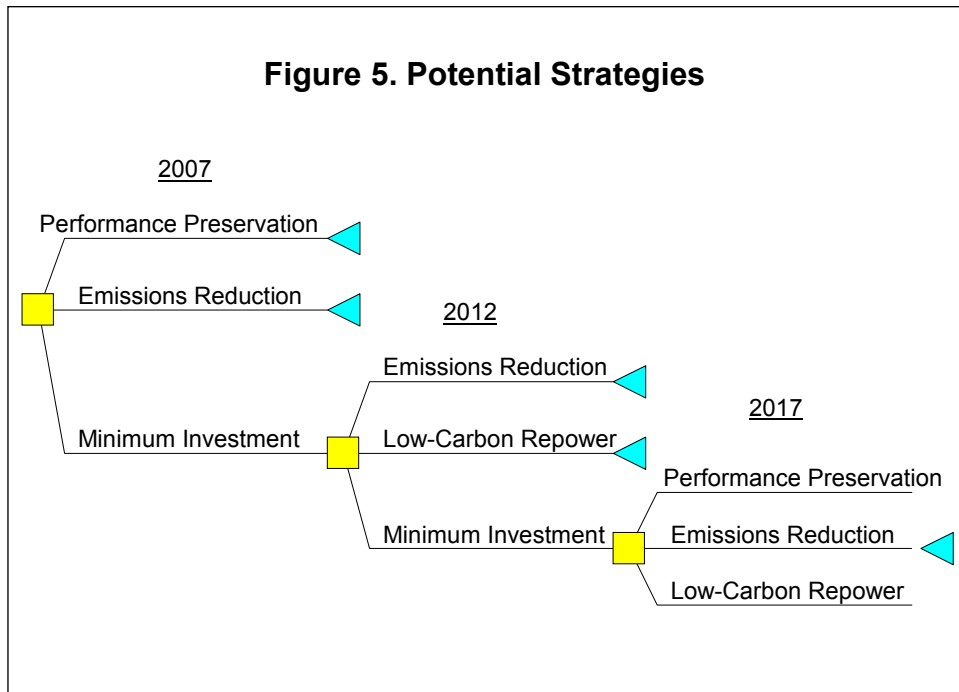 Figure 5. Potential Strategies
2007
Performance Preservation
Emissions Reduction
Minimum Investment
2012
Emissions Reduction
Low-Carbon Repower
Minimum Investment
2017
Performance Preservation
Emissions Reduction
Low-Carbon Repower